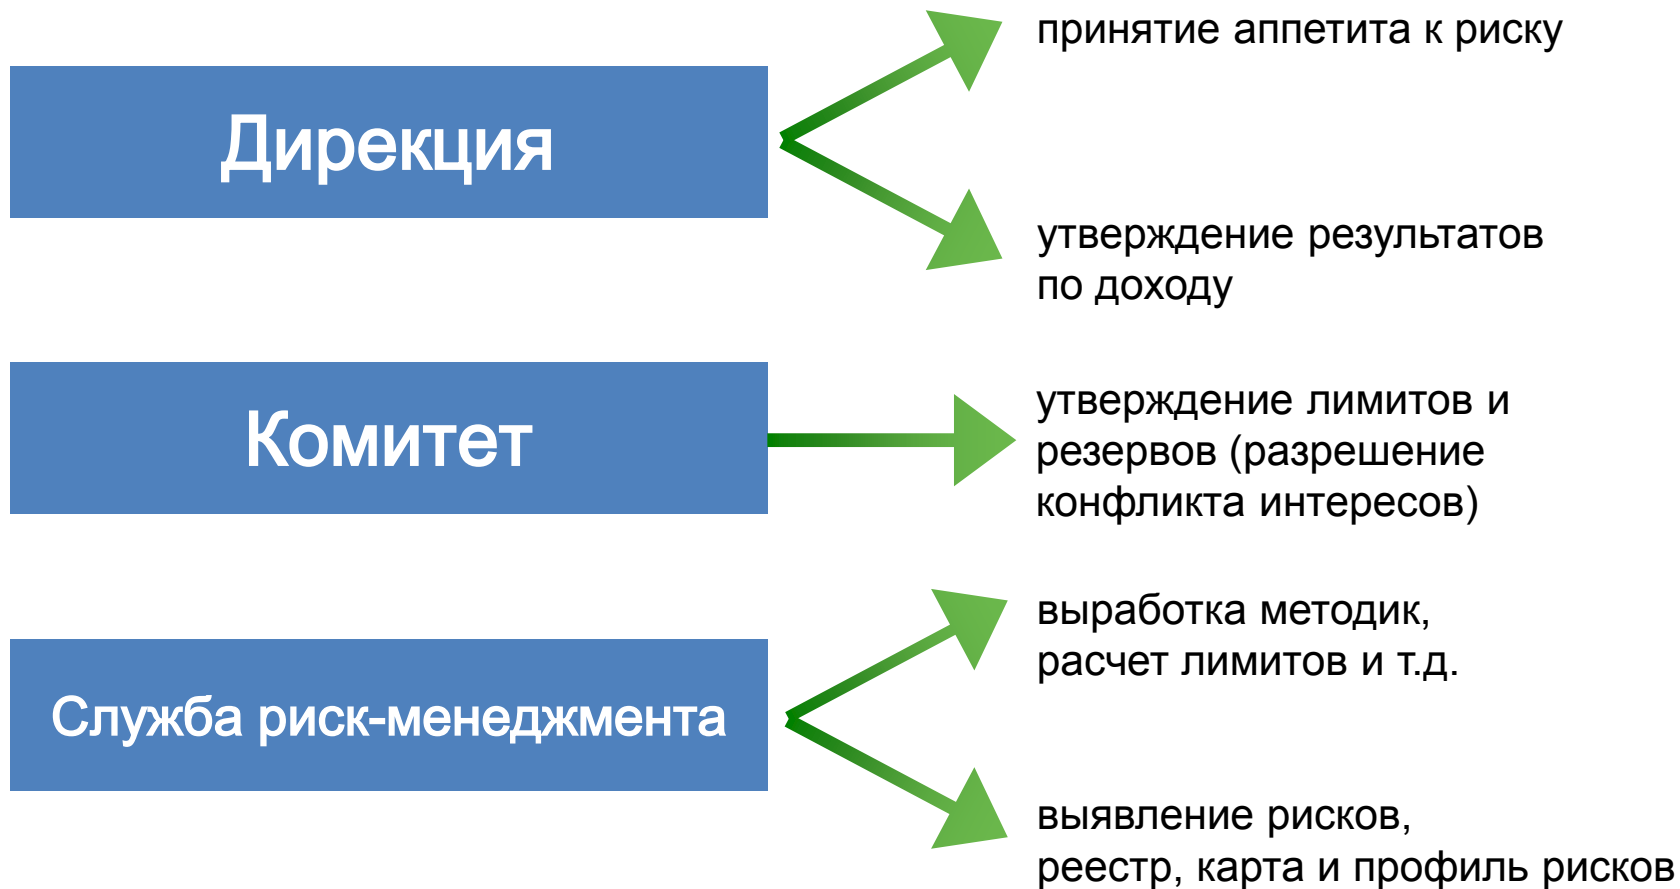 Дирекция
принятие аппетита к риску
утверждение результатов
по доходу
Комитет
утверждение лимитов и
резервов (разрешение
конфликта интересов)
Служба риск-менеджмента
выработка методик,
расчет лимитов и т.д.
выявление рисков,
реестр, карта и профиль рисков